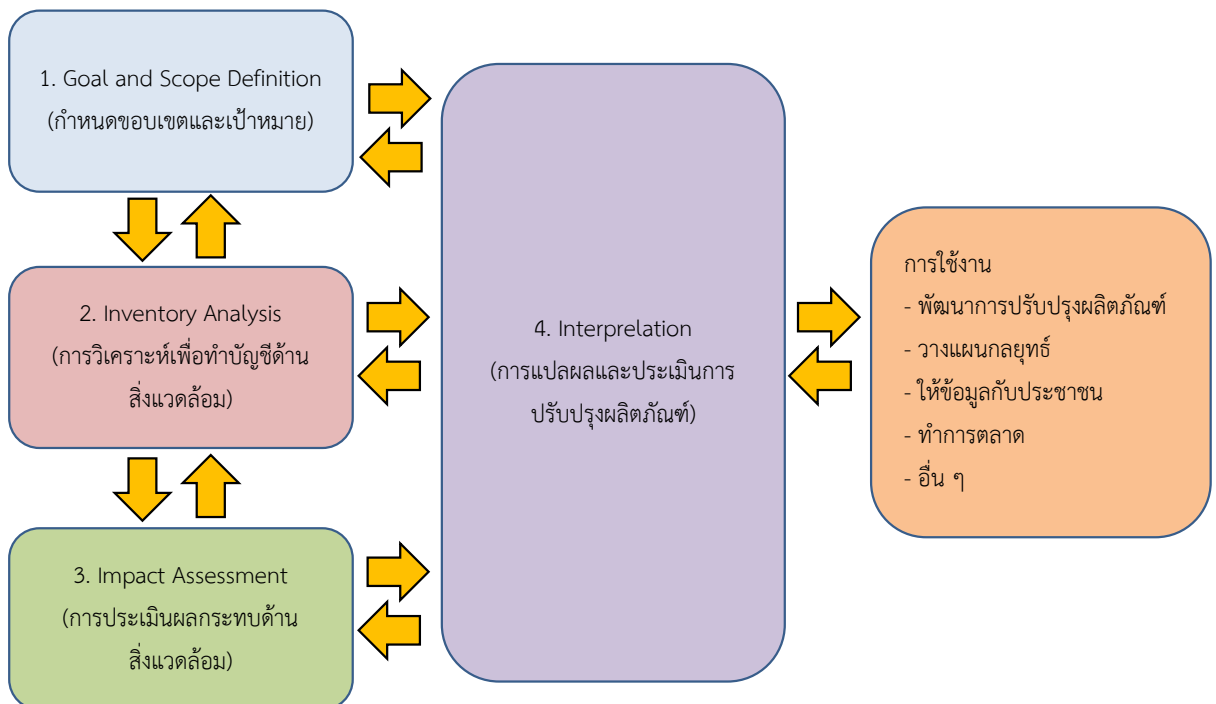 1. Goal and Scope Definition
(กำหนดขอบเขตและเป้าหมาย)
2. Inventory Analysis
(การวิเคราะห์เพื่อทำบัญชีด้าน
สิ่งแวดล้อม)
3. Impact Assessment
(การประเมินผลกระทบด้าน
สิ่งแวดล้อม)
4. Interprelation
(การแปลผลและประเมินการ
ปรับปรุงผลิตภัณฑ์)
การใช้งาน
- พัฒนาการปรับปรุงผลิตภัณฑ์
- วางแผนกลยุทธ์
- ให้ข้อมูลกับประชาชน
- ทำการตลาด
- อื่น ๆ